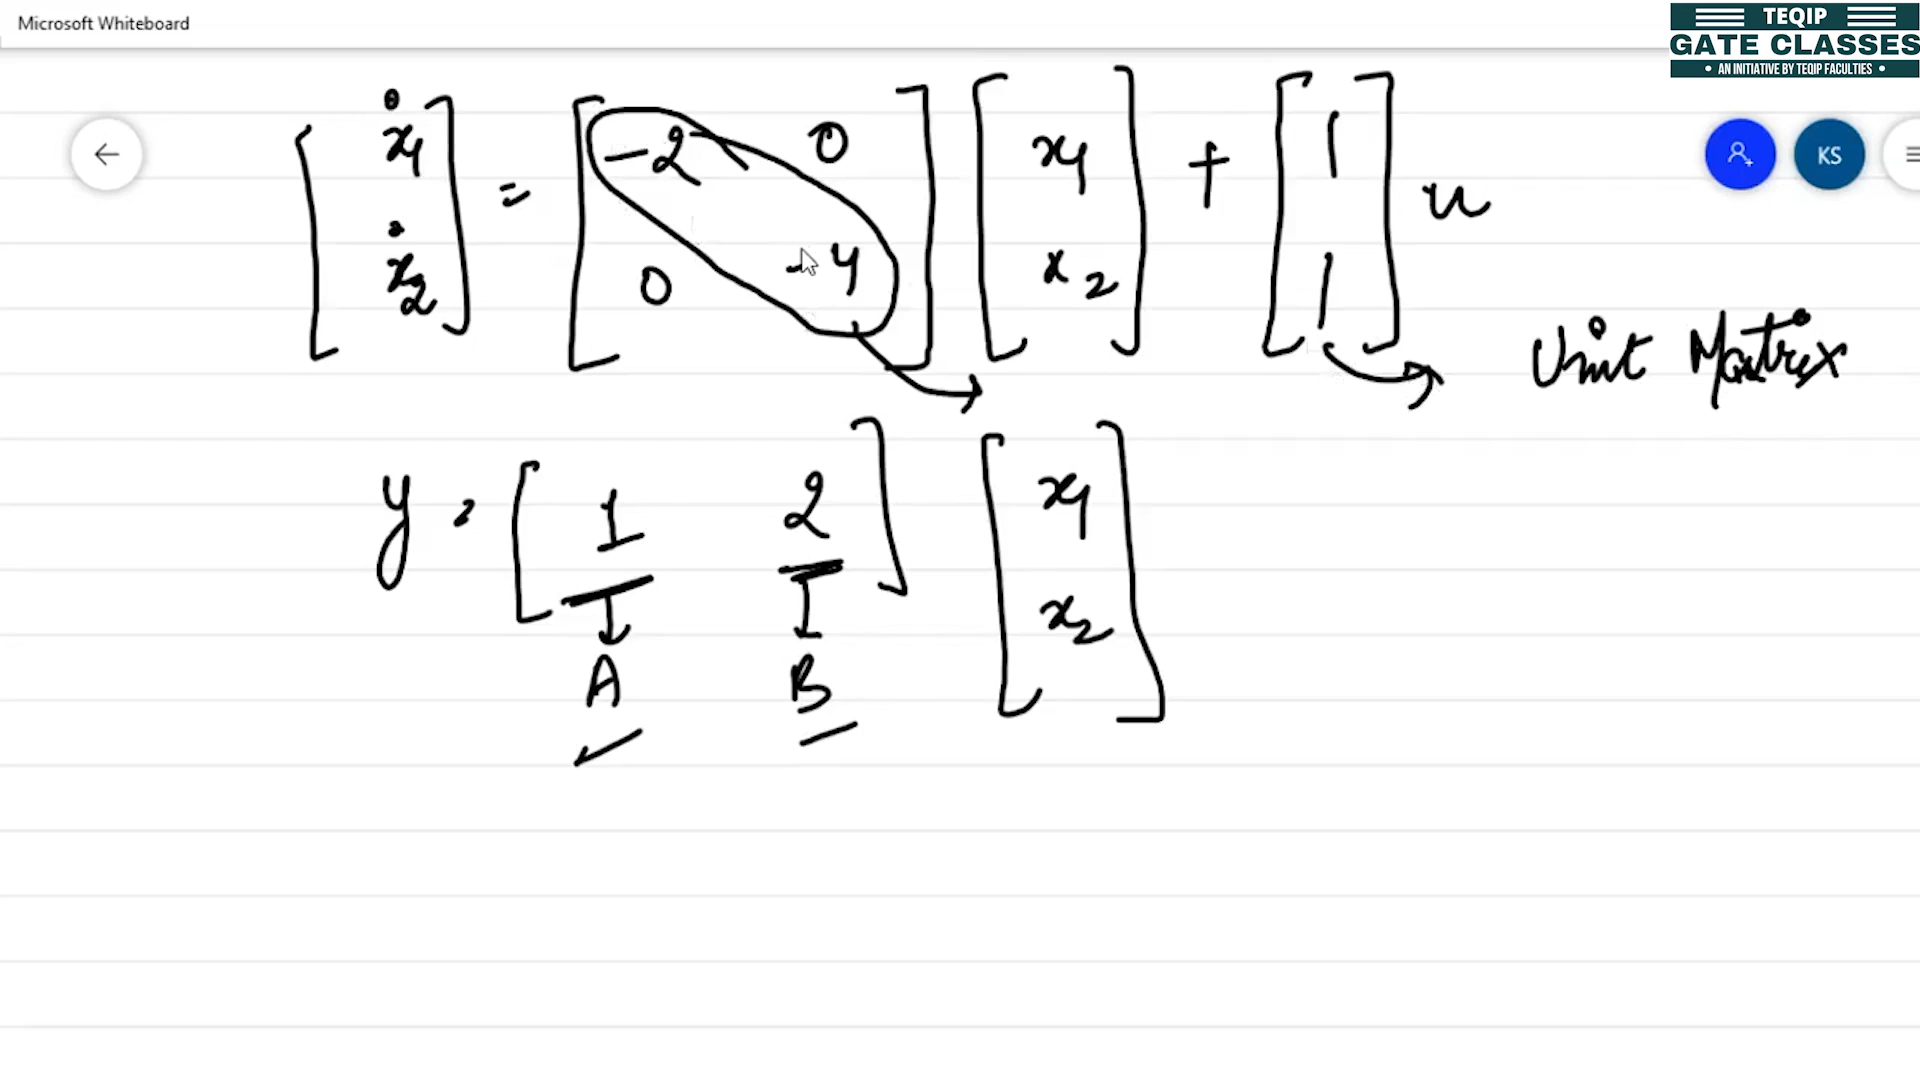 Microsoft Whiteboard
TEQIP
GATE CLASSES
• AN INITIATIVE BY TEQIP FACULTIES •
KS
[ẋ1 ẋ2] = [-2 0 0 -4] [x1 x2] + [1 1] u
Unit Matrix
y = [1 2] [x1 x2]
A B